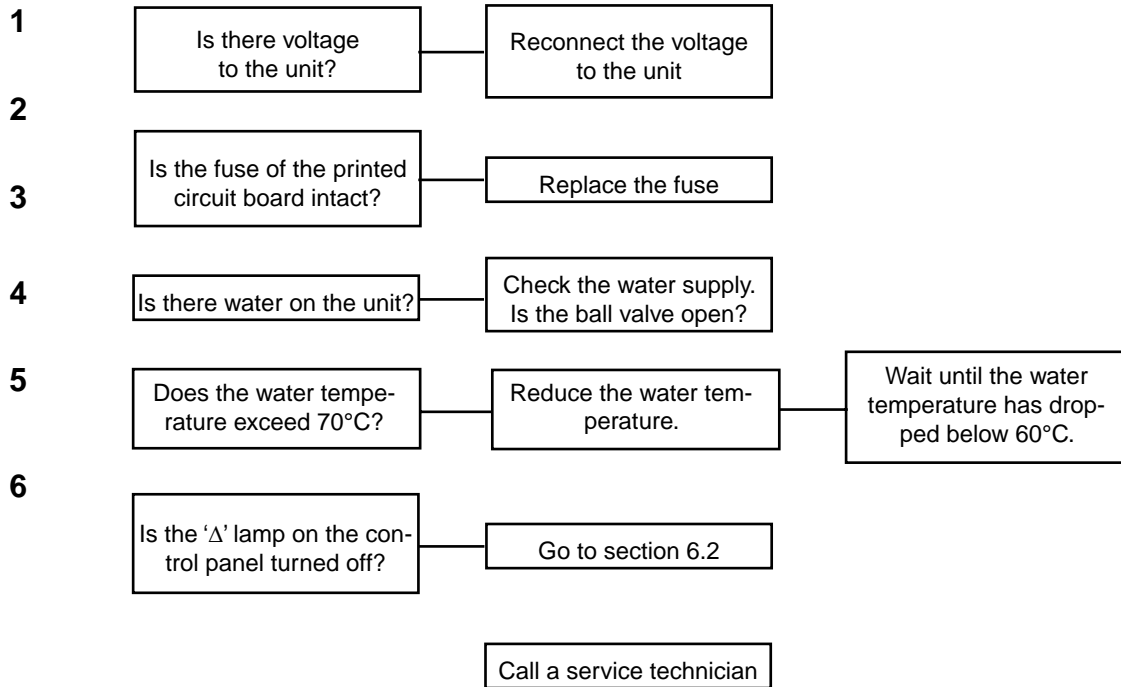 1
Is there voltage
to the unit?
Reconnect the voltage
to the unit
2
Is the fuse of the printed
circuit board intact?
Replace the fuse
3
4
Is there water on the unit?
Check the water supply.
Is the ball valve open?
5
Does the water tempe-
rature exceed 70°C?
Reduce the water tem-
perature.
Wait until the water
temperature has drop-
ped below 60°C.
6
Is the ‘Δ’ lamp on the con-
trol panel turned off?
Go to section 6.2
Call a service technician